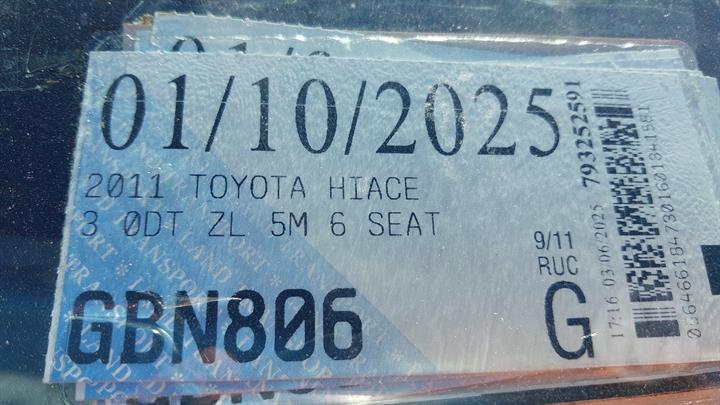 01/10/2025
2011 TOYOTA HIACE
3 0DT ZL 5M 6 SEAT
9/11
RUC
GBN806
G
793252591
17:16 03/06/2025